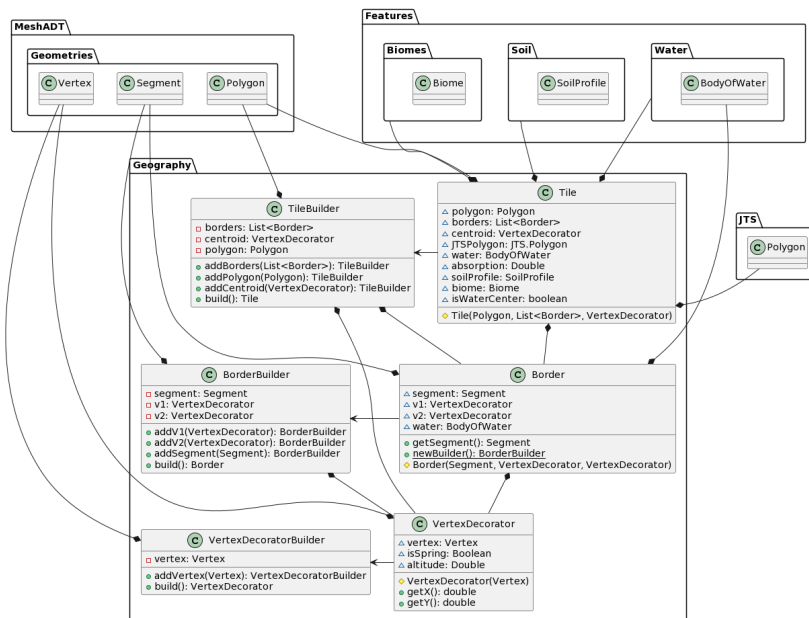 Features
MeshADT
Geometries
Biomes
Soil
Water
C Vertex
C Segment
C Polygon
C Biome
C SoilProfile
C BodyOfWater
Geography
C TileBuilder
borders: List<Border>
centroid: VertexDecorator
polygon: Polygon
addBorders(List<Border>): TileBuilder
addPolygon(Polygon): TileBuilder
addCentroid(VertexDecorator): TileBuilder
build(): Tile
C Tile
polygon: Polygon
borders: List<Border>
centroid: VertexDecorator
JTSPolygon: JTS.Polygon
water: BodyOfWater
absorption: Double
soilProfile: SoilProfile
biome: Biome
isWaterCenter: boolean
Tile(Polygon, List<Border>, VertexDecorator)
JTS
C Polygon
C BorderBuilder
segment: Segment
v1: VertexDecorator
v2: VertexDecorator
addV1(VertexDecorator): BorderBuilder
addV2(VertexDecorator): BorderBuilder
addSegment(Segment): BorderBuilder
build(): Border
C Border
segment: Segment
v1: VertexDecorator
v2: VertexDecorator
water: BodyOfWater
getSegment(): Segment
newBuilder(): BorderBuilder
Border(Segment, VertexDecorator, VertexDecorator)
C VertexDecoratorBuilder
vertex: Vertex
addVertex(Vertex): VertexDecoratorBuilder
build(): VertexDecorator
C VertexDecorator
vertex: Vertex
isSpring: Boolean
altitude: Double
VertexDecorator(Vertex)
getX(): double
getY(): double